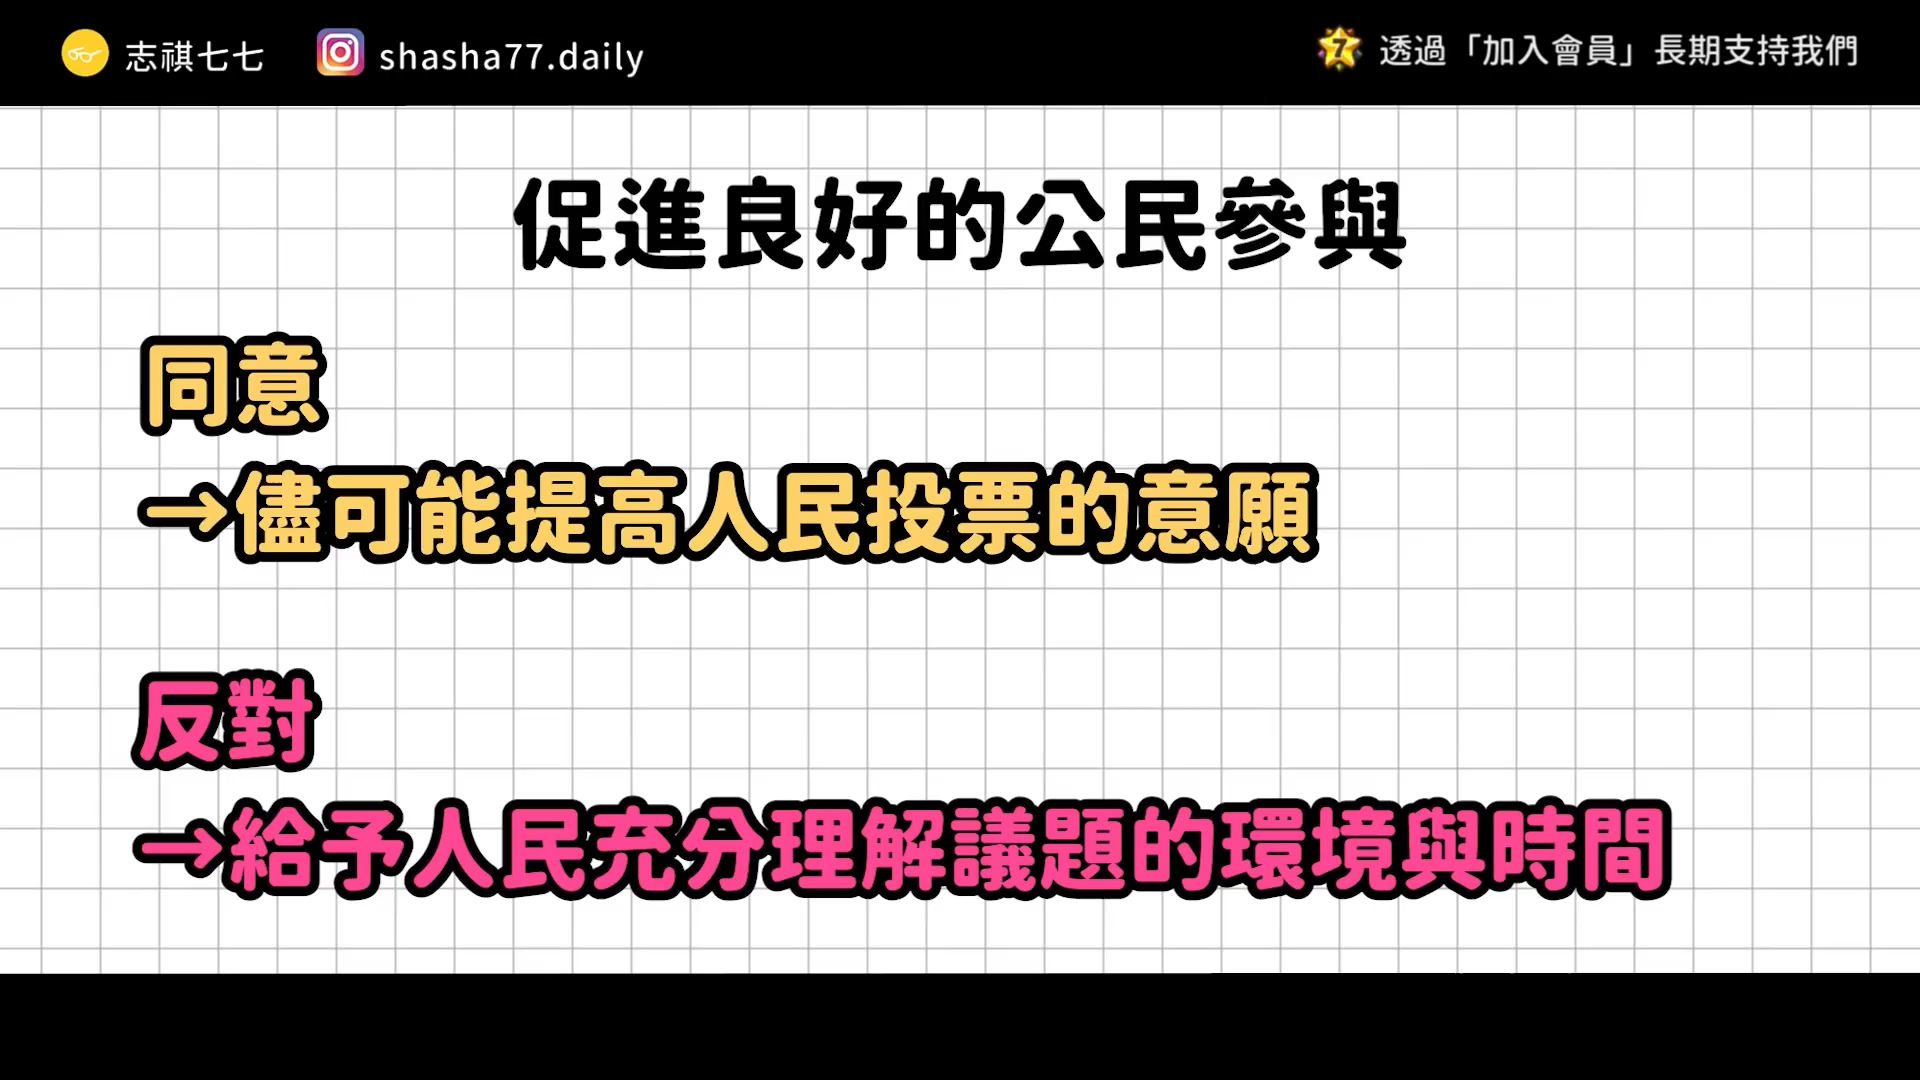 志祺七七
shasha77.daily
7 透過「加入會員」長期支持我們
促進良好的公民參與
同意
→儘可能提高人民投票的意願
反對
→給予人民充分理解議題的環境與時間